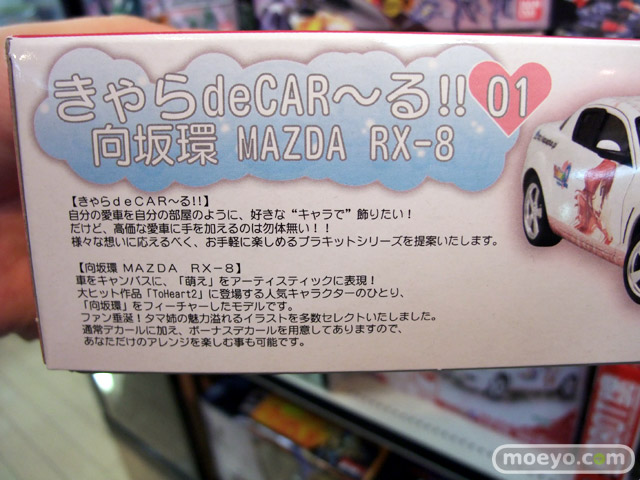 きゃらdeCAR～る!! 01
向坂環 MAZDA RX-8
【きゃらｄｅＣＡＲ～る！！】
自分の愛車を自分の部屋のように、好きな“キャラで”飾りたい！
だけど、高価な愛車に手を加えるのは勿体無い！！
様々な想いに応えるべく、お手軽に楽しめるプラキットシリーズを提案いたします。
【向坂環 ＭＡＺＤＡ ＲＸ－８】
車をキャンバスに、「萌え」をアーティスティックに表現！
大ヒット作品「ToHeart2」に登場する人気キャラクターのひとり、
「向坂環」をフィーチャーしたモデルです。
ファン垂涎！タマ姉の魅力溢れるイラストを多数セレクトいたしました。
通常デカールに加え、ボーナスデカールを用意してありますので、
あなただけのアレンジを楽しむ事も可能です。
moeyo.com